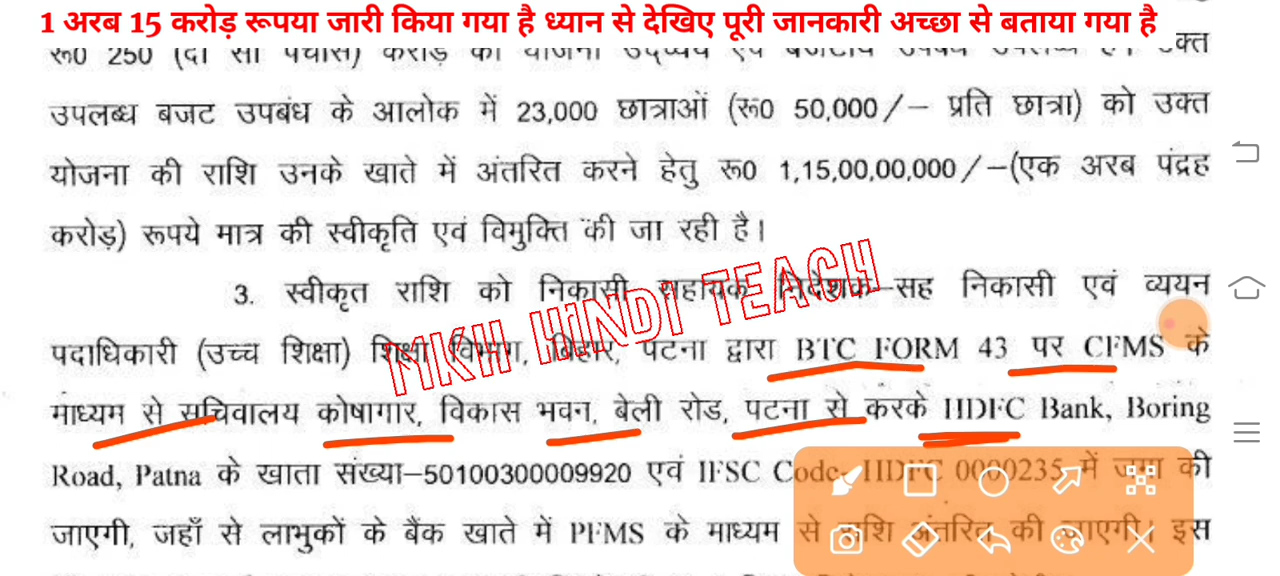 1 अरब 15 करोड़ रूपया जारी किया गया है ध्यान से देखिए पूरी जानकारी अच्छा से बताया गया है
रू0 250 (दो सौ पचास) करोड़ की योजना उद्व्यय एवं बजटीय उपबंध उपलब्ध है। उक्त
उपलब्ध बजट उपबंध के आलोक में 23,000 छात्राओं (रू0 50,000/– प्रति छात्रा) को उक्त
योजना की राशि उनके खाते में अंतरित करने हेतु रू0 1,15,00,00,000/–(एक अरब पंद्रह
करोड़) रूपये मात्र की स्वीकृति एवं विमुक्ति की जा रही है।
3. स्वीकृत राशि को निकासी सहायक निदेशक–सह निकासी एवं व्ययन
पदाधिकारी (उच्च शिक्षा) शिक्षा विभाग, बिहार, पटना द्वारा BTC FORM 43 पर CFMS के
माध्यम से सचिवालय कोषागार, विकास भवन, बेली रोड, पटना से करके HDFC Bank, Boring
Road, Patna के खाता संख्या–50100300009920 एवं IFSC Code- HDFC 0000235 में जमा की
जाएगी, जहाँ से लाभुकों के बैंक खाते में PFMS के माध्यम से राशि अंतरित की जाएगी। इस
MKH HINDI TEACH